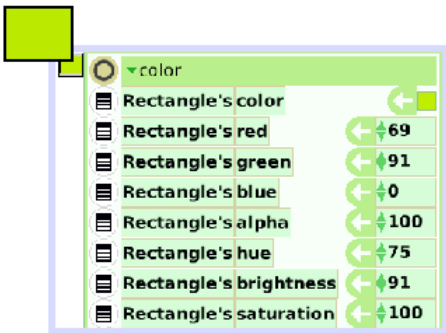 color
Rectangle's color
Rectangle's red 69
Rectangle's green 91
Rectangle's blue 0
Rectangle's alpha 100
Rectangle's hue 75
Rectangle's brightness 91
Rectangle's saturation 100